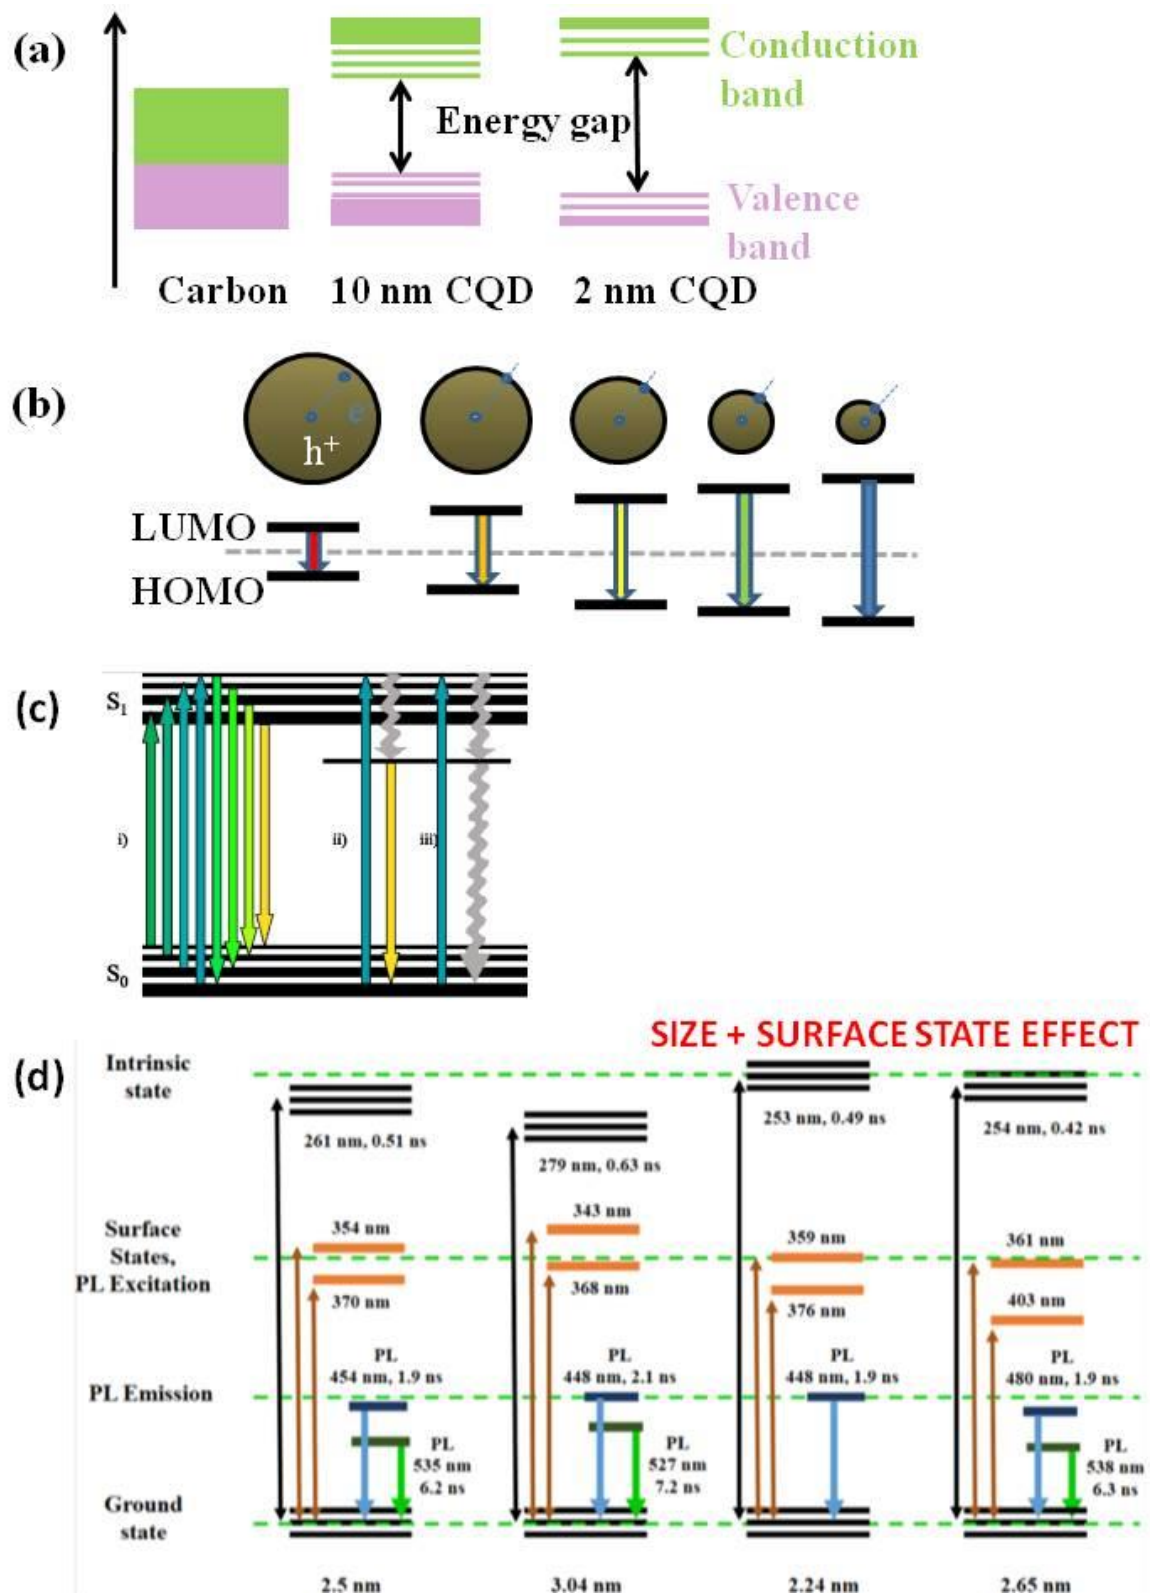 (a)
Conduction
band
Energy gap
Valence
band
Carbon
10 nm CQD
2 nm CQD
(b)
e
h+
LUMO
HOMO
(c)
S1
i)
ii)
iii)
S0
SIZE + SURFACE STATE EFFECT
(d)
Intrinsic
state
261 nm, 0.51 ns
279 nm, 0.63 ns
253 nm, 0.49 ns
254 nm, 0.42 ns
Surface
States,
PL Excitation
354 nm
370 nm
343 nm
368 nm
359 nm
376 nm
361 nm
403 nm
PL Emission
PL
454 nm, 1.9 ns
PL
448 nm, 2.1 ns
PL
448 nm, 1.9 ns
PL
480 nm, 1.9 ns
PL
535 nm
6.2 ns
PL
527 nm
7.2 ns
PL
538 nm
6.3 ns
Ground
state
2.5 nm
3.04 nm
2.24 nm
2.65 nm